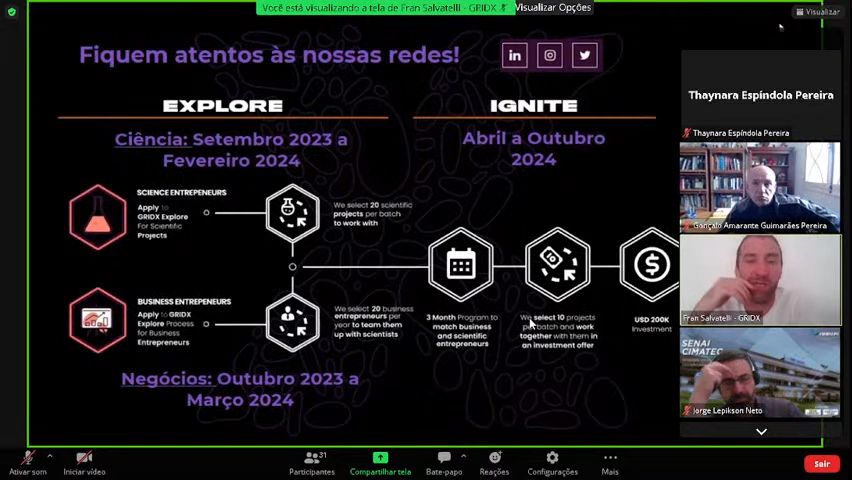 Você está visualizando a tela de Fran Salvatelli - GRIDX
Visualizar Opções
Visualizar
Fiquem atentos às nossas redes!
in
EXPLORE
IGNITE
Ciência: Setembro 2023 a
Fevereiro 2024
Abril a Outubro
2024
SCIENCE ENTREPENEURS
Apply to
GRIDX Explore
For Scientific
Projects
We select 20 scientific
projects per batch
to work with
BUSINESS ENTREPENEURS
Apply to GRIDX
Explore Process
for Business
Entrepreneurs
We select 20 business
entrepreneurs per
year to team them
up with scientists
3 Month Program to
match business
and scientific
entrepreneurs
We select 10 projects
per batch and work
together with them in
an investment offer
$
USD 200K
Investment
Negócios: Outubro 2023 a
Março 2024
Thaynara Espíndola Pereira
Thaynara Espíndola Pereira
Gonçalo Amarante Guimarães Pereira
Fran Salvatelli - GRIDX
SENAI
CIMATEC
Jorge Lepikson Neto
Ativar som
Iniciar vídeo
31
Participantes
Compartilhar tela
Bate-papo
Reações
Configurações
Mais
Sair